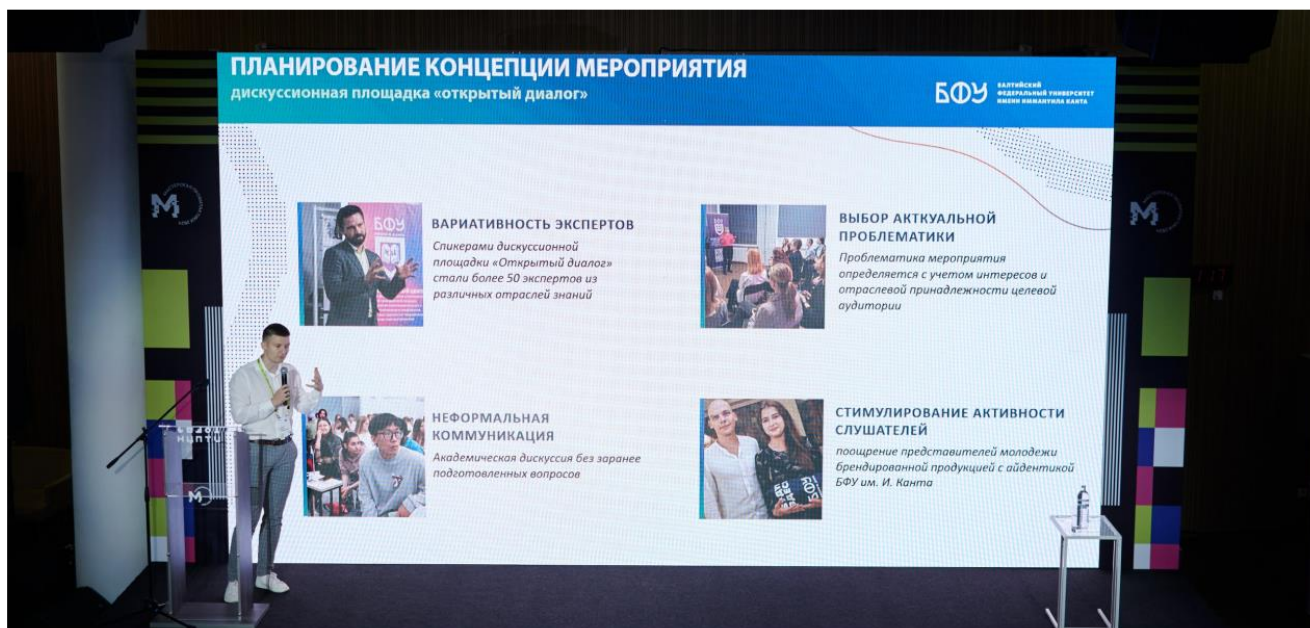 ПЛАНИРОВАНИЕ КОНЦЕПЦИИ МЕРОПРИЯТИЯ
дискуссионная площадка «открытый диалог»
БФУ
БАЛТИЙСКИЙ
ФЕДЕРАЛЬНЫЙ УНИВЕРСИТЕТ
ИМЕНИ ИММАНУИЛА КАНТА
ВАРИАТИВНОСТЬ ЭКСПЕРТОВ
Спикерами дискуссионной
площадки «Открытый диалог»
стали более 50 экспертов из
различных отраслей знаний
БФУ
ВЫБОР АКТКУАЛЬНОЙ
ПРОБЛЕМАТИКИ
Проблематика мероприятия
определяется с учетом интересов и
отраслевой принадлежности целевой
аудитории
НЕФОРМАЛЬНАЯ
КОММУНИКАЦИЯ
Академическая дискуссия без заранее
подготовленных вопросов
СТИМУЛИРОВАНИЕ АКТИВНОСТИ
СЛУШАТЕЛЕЙ
поощрение представителей молодежи
брендированной продукцией с айдентикой
БФУ им. И. Канта
М
М
НЦПТИ
М